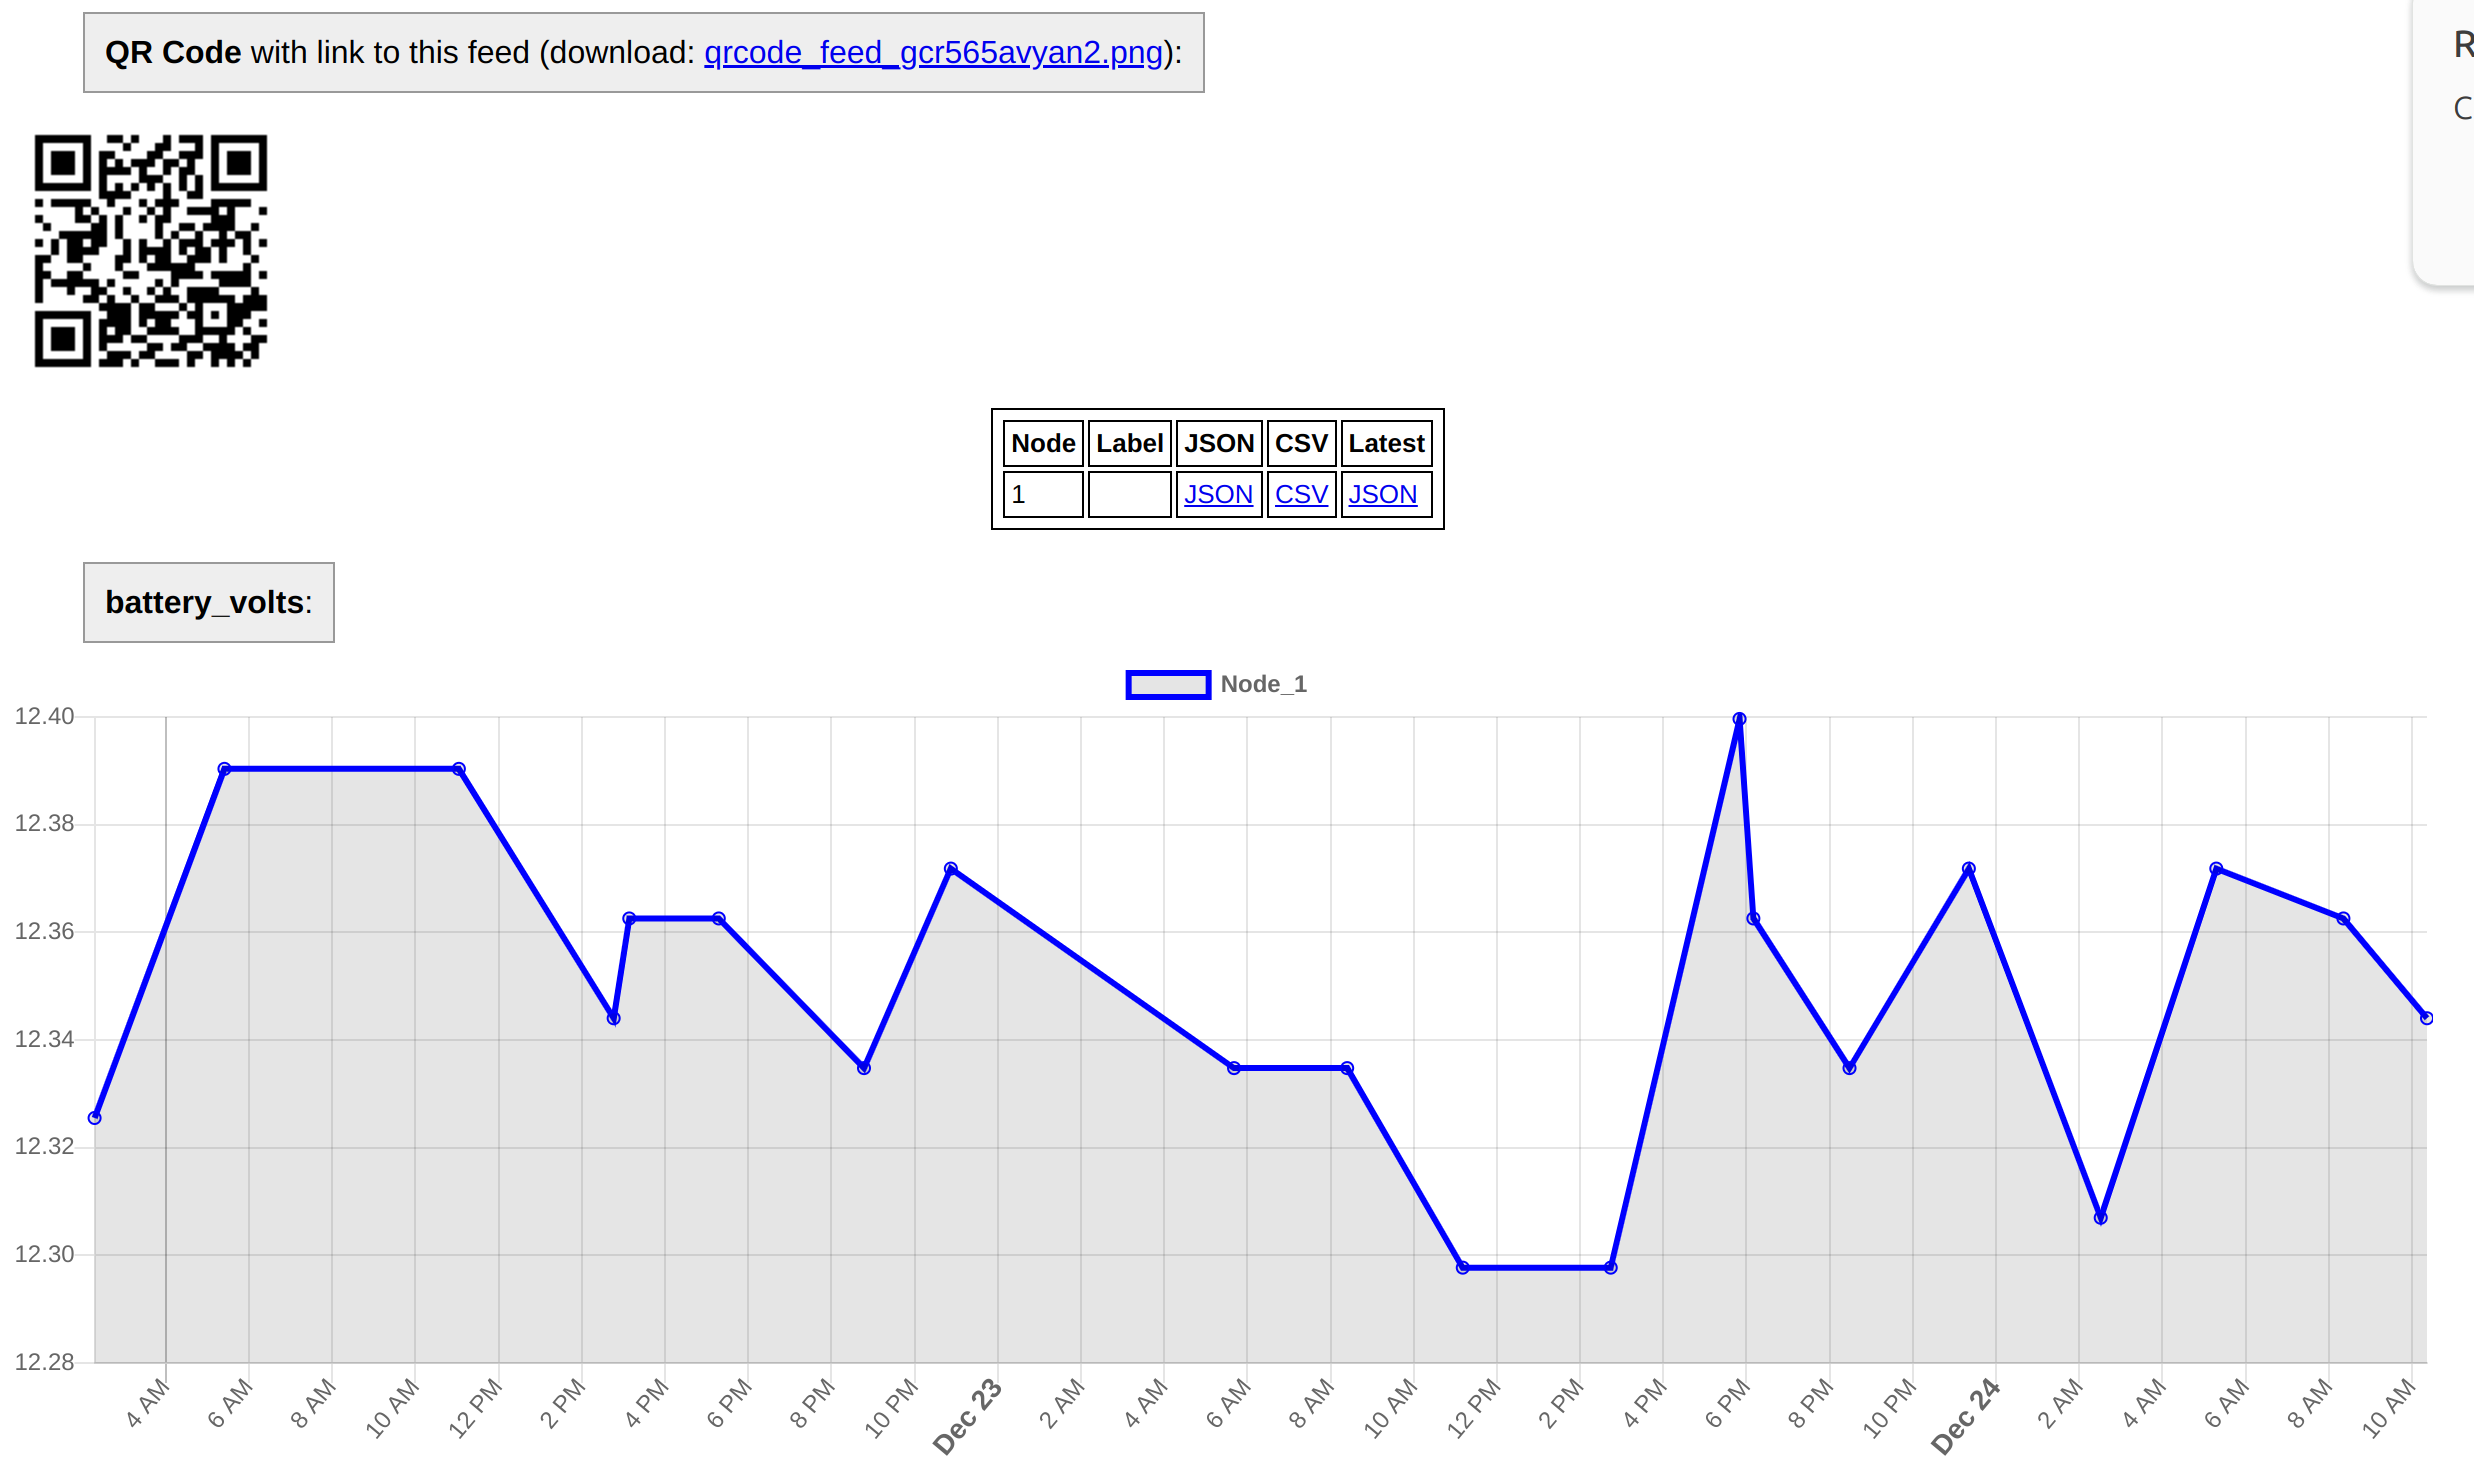 QR Code with link to this feed (download: qrcode_feed_gcr565avyan2.png):
R
C
Node Label JSON CSV Latest
1 JSON CSV JSON
battery_volts:
Node_1
12.40
12.38
12.36
12.34
12.32
12.30
12.28
4 AM 6 AM 8 AM 10 AM 12 PM 2 PM 4 PM 6 PM 8 PM 10 PM Dec 23 2 AM 4 AM 6 AM 8 AM 10 AM 12 PM 2 PM 4 PM 6 PM 8 PM 10 PM Dec 24 2 AM 4 AM 6 AM 8 AM 10 AM